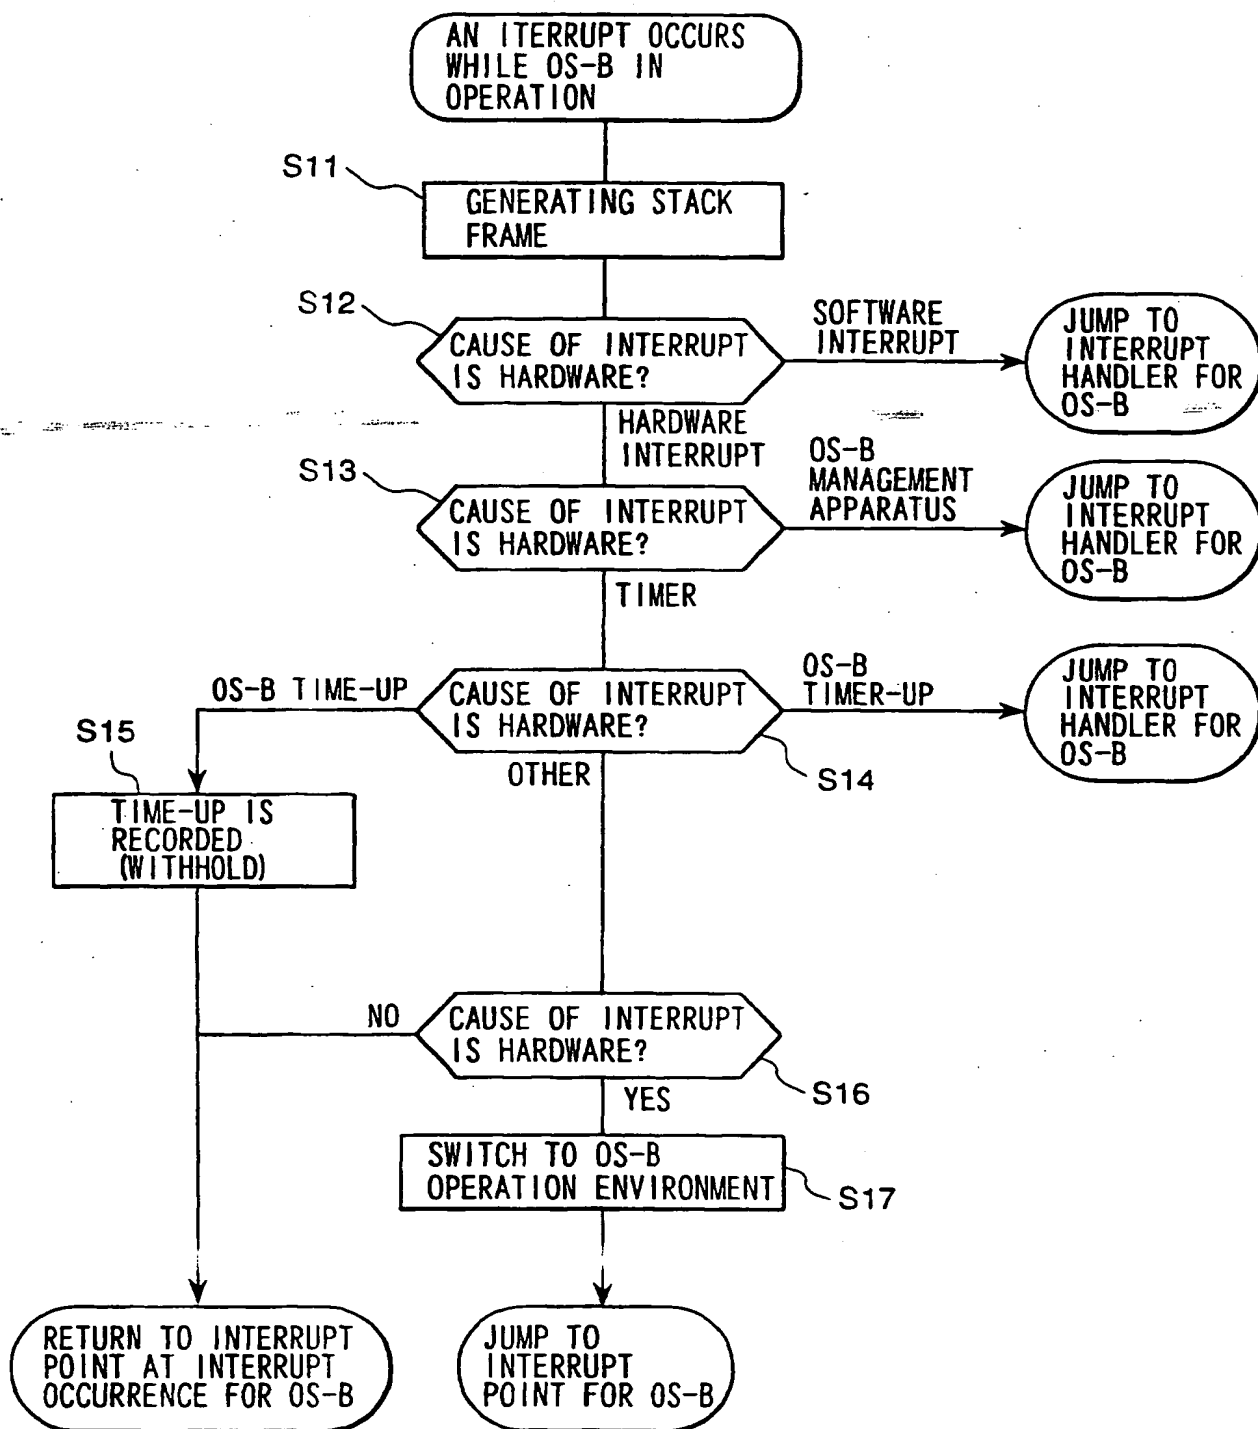 AN ITERRUPT OCCURS
WHILE OS-B IN
OPERATION
S11
GENERATING STACK
FRAME
S12
CAUSE OF INTERRUPT
IS HARDWARE?
SOFTWARE
INTERRUPT
JUMP TO
INTERRUPT
HANDLER FOR
OS-B
HARDWARE
INTERRUPT
S13
CAUSE OF INTERRUPT
IS HARDWARE?
OS-B
MANAGEMENT
APPARATUS
JUMP TO
INTERRUPT
HANDLER FOR
OS-B
TIMER
OS-B TIME-UP
CAUSE OF INTERRUPT
IS HARDWARE?
OS-B
TIMER-UP
JUMP TO
INTERRUPT
HANDLER FOR
OS-B
S14
S15
OTHER
TIME-UP IS
RECORDED
(WITHHOLD)
NO
CAUSE OF INTERRUPT
IS HARDWARE?
S16
YES
SWITCH TO OS-B
OPERATION ENVIRONMENT
S17
RETURN TO INTERRUPT
POINT AT INTERRUPT
OCCURRENCE FOR OS-B
JUMP TO
INTERRUPT
POINT FOR OS-B